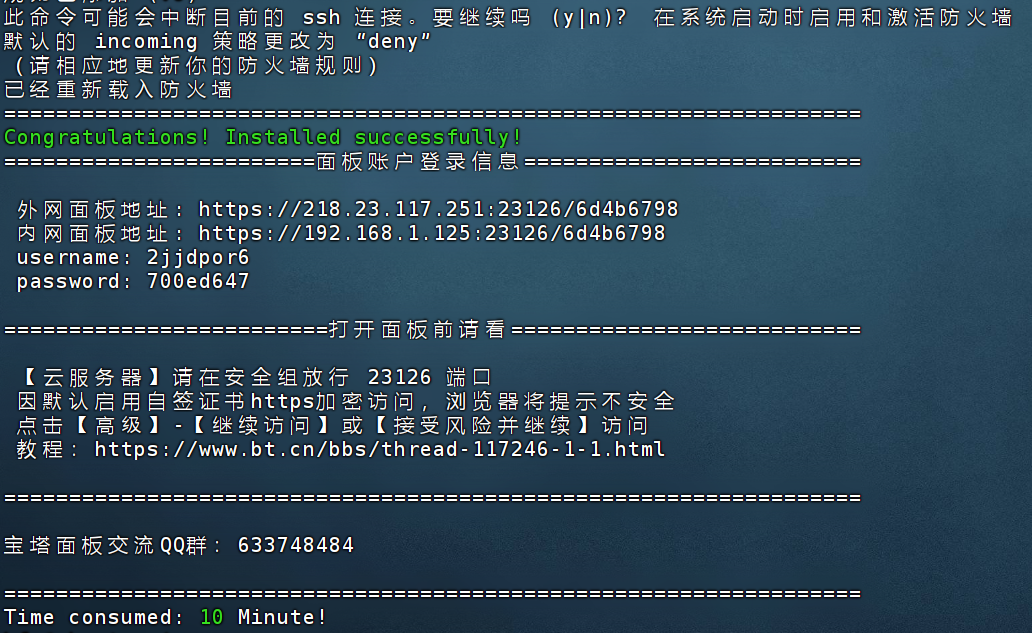 此命令可能会中断目前的 ssh 连接。要继续吗 (y|n)? 在系统启动时启用和激活防火墙
默认的 incoming 策略更改为 “deny”
(请相应地更新你的防火墙规则)
已经重新载入防火墙
==================================================================
Congratulations! Installed successfully!
========================面板账户登录信息==========================
外网面板地址: https://218.23.117.251:23126/6d4b6798
内网面板地址: https://192.168.1.125:23126/6d4b6798
username: 2jjdpor6
password: 700ed647
=========================打开面板前请看===========================
【云服务器】请在安全组放行 23126 端口
因默认启用自签证书https加密访问，浏览器将提示不安全
点击【高级】-【继续访问】或【接受风险并继续】访问
教程: https://www.bt.cn/bbs/thread-117246-1-1.html
==================================================================
宝塔面板交流QQ群: 633748484
==================================================================
Time consumed: 10 Minute!